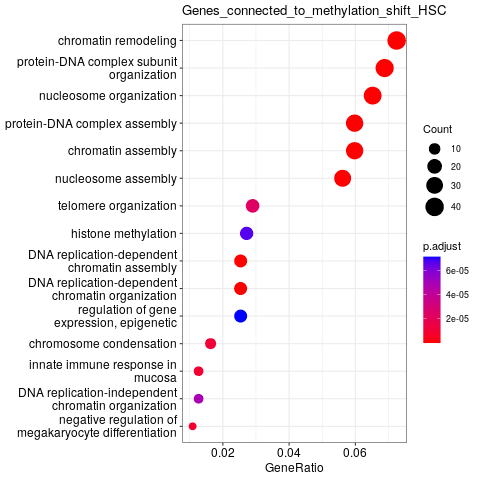 Genes_connected_to_methylation_shift_HSC
chromatin remodeling
protein-DNA complex subunit
organization
nucleosome organization
protein-DNA complex assembly
chromatin assembly
nucleosome assembly
telomere organization
histone methylation
DNA replication-dependent
chromatin assembly
DNA replication-dependent
chromatin organization
regulation of gene
expression, epigenetic
chromosome condensation
innate immune response in
mucosa
DNA replication-independent
chromatin organization
negative regulation of
megakaryocyte differentiation
0.02 0.04 0.06
GeneRatio
Count
10
20
30
40
p.adjust
6e-05
4e-05
2e-05